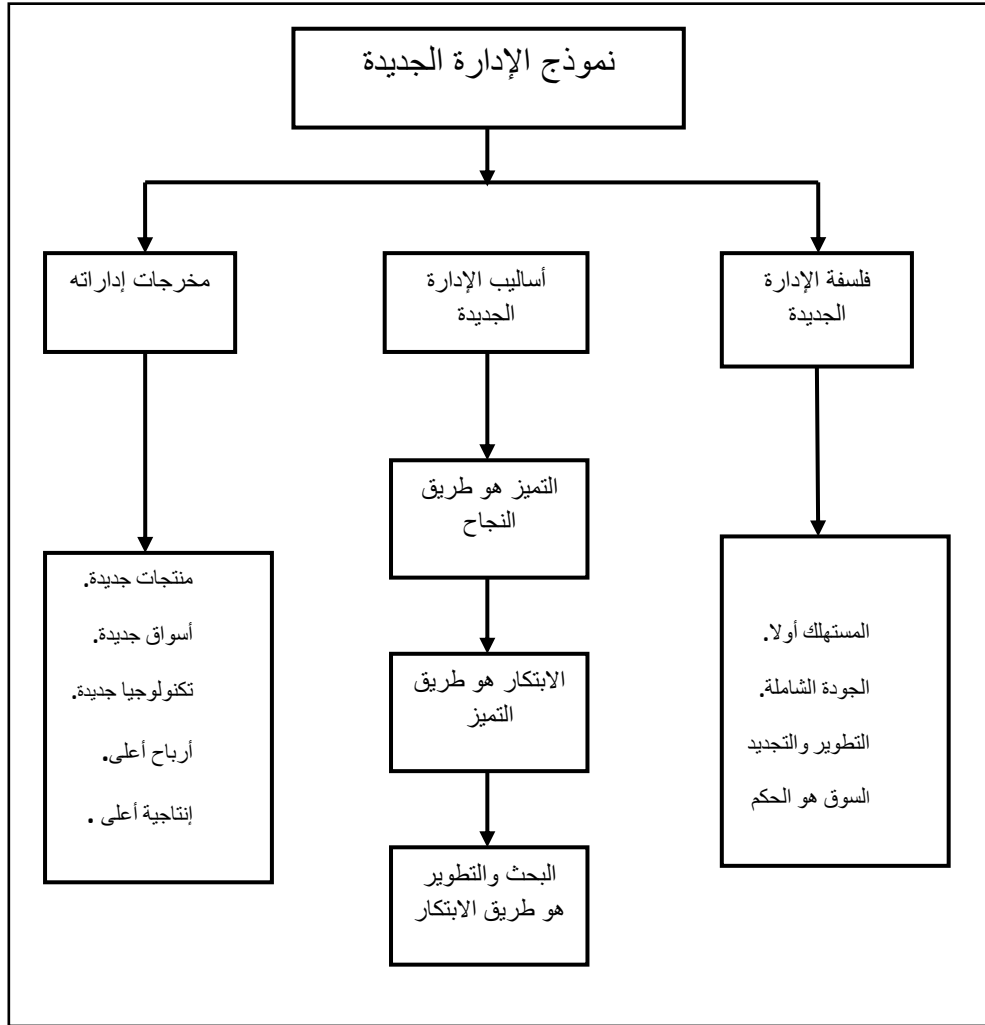 نموذج الإدارة الجديدة
فلسفة الإدارة
الجديدة
أساليب الإدارة
الجديدة
مخرجات إداراته
التميز هو طريق
النجاح
المستهلك أولا.
الجودة الشاملة.
التطوير والتجديد
السوق هو الحكم
الابتكار هو طريق
التميز
البحث والتطوير
هو طريق الابتكار
منتجات جديدة.
أسواق جديدة.
تكنولوجيا جديدة.
أرباح أعلى.
إنتاجية أعلى .